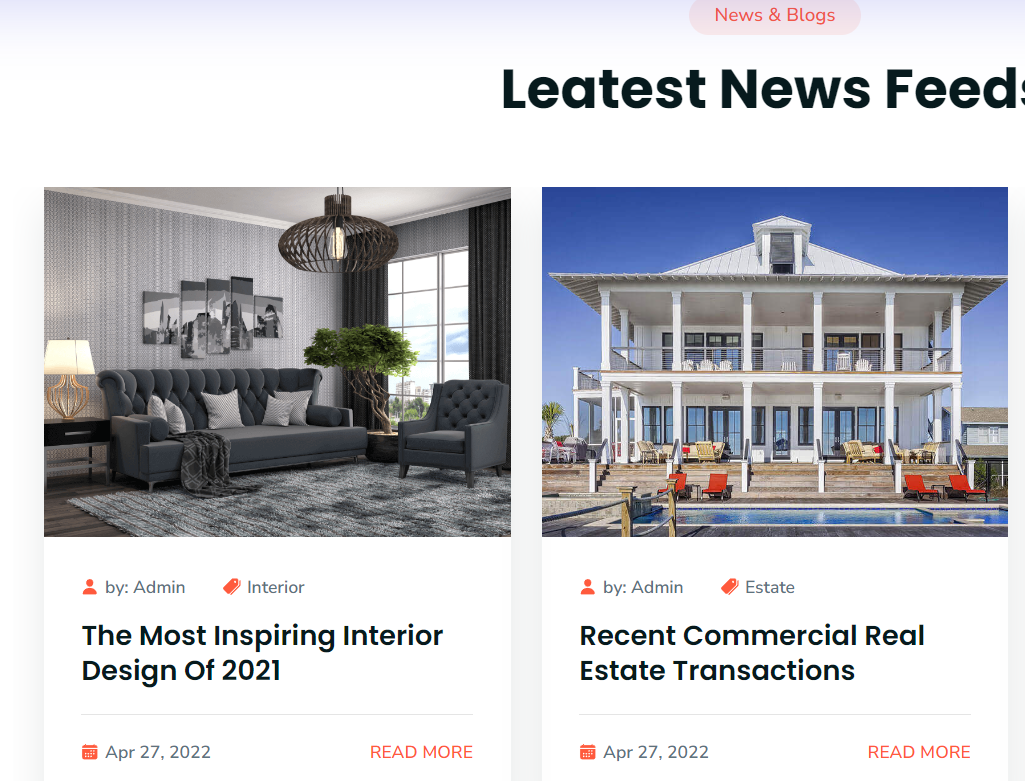 News & Blogs
Leatest News Feeds
by: Admin
Interior
The Most Inspiring Interior
Design Of 2021
Apr 27, 2022
READ MORE
by: Admin
Estate
Recent Commercial Real
Estate Transactions
Apr 27, 2022
READ MORE